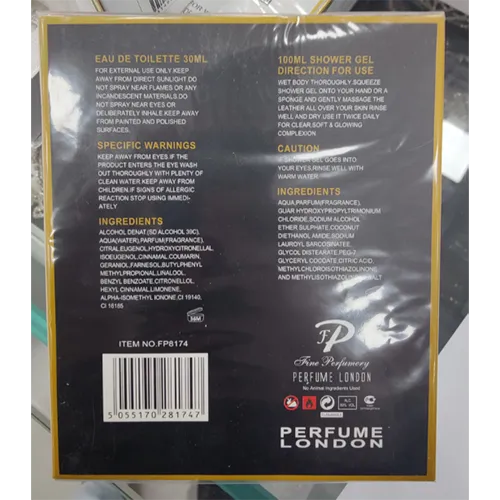 EAU DE TOILETTE 30ML
FOR EXTERNAL USE ONLY.KEEP
AWAY FROM DIRECT SUNLIGHT.DO
NOT SPRAY NEAR FLAMES OR ANY
INCANDESCENT MATERIALS.DO
NOT SPRAY NEAR EYES OR
DELIBERATELY INHALE KEEP AWAY
FROM PAINTED AND POLISHED
SURFACES.
SPECIFIC WARNINGS
KEEP AWAY FROM EYES.IF THE
PRODUCT ENTERS THE EYE WASH
OUT THOROUGHLY WITH PLENTY OF
CLEAN WATER.KEEP AWAY FROM
CHILDREN.IF SIGNS OF ALLERGIC
REACTION STOP USING IMMEDI-
ATELY
INGREDIENTS
ALCOHOL DENAT.(SD ALCOHOL 39C),
AQUA(WATER),PARFUM(FRAGRANCE),
CITRAL,EUGENOL,HYDROXYCITRONELLAL,
ISOEUGENOL,CINNAMAL,COUMARIN,
GERANIOL,FARNESOL,BUTYLPHENYL
METHYLPROPIONAL,LINALOOL,
BENZYL BENZOATE,CITRONELLOL,
HEXYL CINNAMAL,LIMONENE,
ALPHA-ISOMETHYL IONONE, CI 19140,
CI 16185
36M
ITEM NO.FP8174
5 055170 281747
100ML SHOWER GEL
DIRECTION FOR USE
WET BODY THOROUGHLY.SQUEEZE
SHOWER GEL ONTO YOUR HAND OR A
SPONGE AND GENTLY MASSAGE THE
LEATHER ALL OVER YOUR SKIN RINSE
WELL AND DRY USE IT TWICE DAILY
FOR CLEAR,SOFT & GLOWING
COMPLEXION
CAUTION
IF SHOWER GEL GOES INTO
YOUR EYES,RINSE WELL WITH
WARM WATER.
INGREDIENTS
AQUA,PARFUM(FRAGRANCE),
GUAR HYDROXYPROPYLTRIMONIUM
CHLORIDE,SODIUM ALCOHOL
ETHER SULPHATE,COCONUT
DIETHANOL AMIDE,SODIUM
LAUROYL SARCOSINATEE,
GLYCOL DISTEARATE,PEG-7
GLYCERYL COCOATE,CITRIC ACID,
METHYLCHLOROISOTHIAZOLINONE
AND METHYLISOTHIAZOLINONE SALT
FP
Fine Perfumery
PERFUME LONDON
No Animal Ingredients Used
ALC.
80% VOL
PERFUME
LONDON